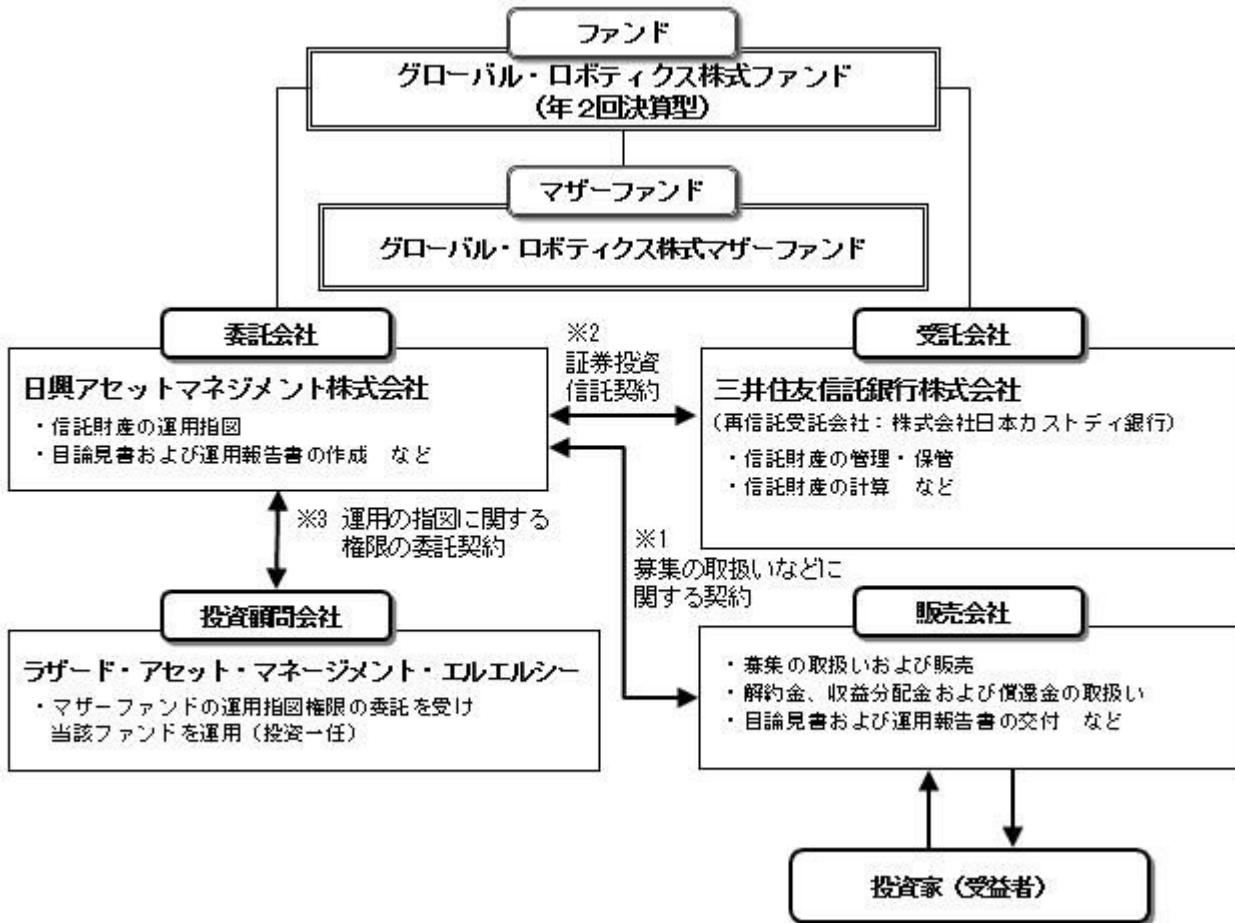 ファンド
グローバル・ロボティクス株式ファンド
(年2回決算型)
マザーファンド
グローバル・ロボティクス株式マザーファンド
委託会社
日興アセットマネジメント株式会社
・信託財産の運用指図
・目論見書および運用報告書の作成 など
※2
証券投資
信託契約
受託会社
三井住友信託銀行株式会社
(再信託受託会社：株式会社日本カストディ銀行)
・信託財産の管理・保管
・信託財産の計算 など
※3 運用の指図に関する
権限の委託契約
※1
募集の取扱いなどに
関する契約
投資顧問会社
ラザード・アセット・マネージメント・エルエルシー
・マザーファンドの運用指図権限の委託を受け
当該ファンドを運用（投資一任）
販売会社
・募集の取扱いおよび販売
・解約金、収益分配金および償還金の取扱い
・目論見書および運用報告書の交付 など
投資家（受益者）